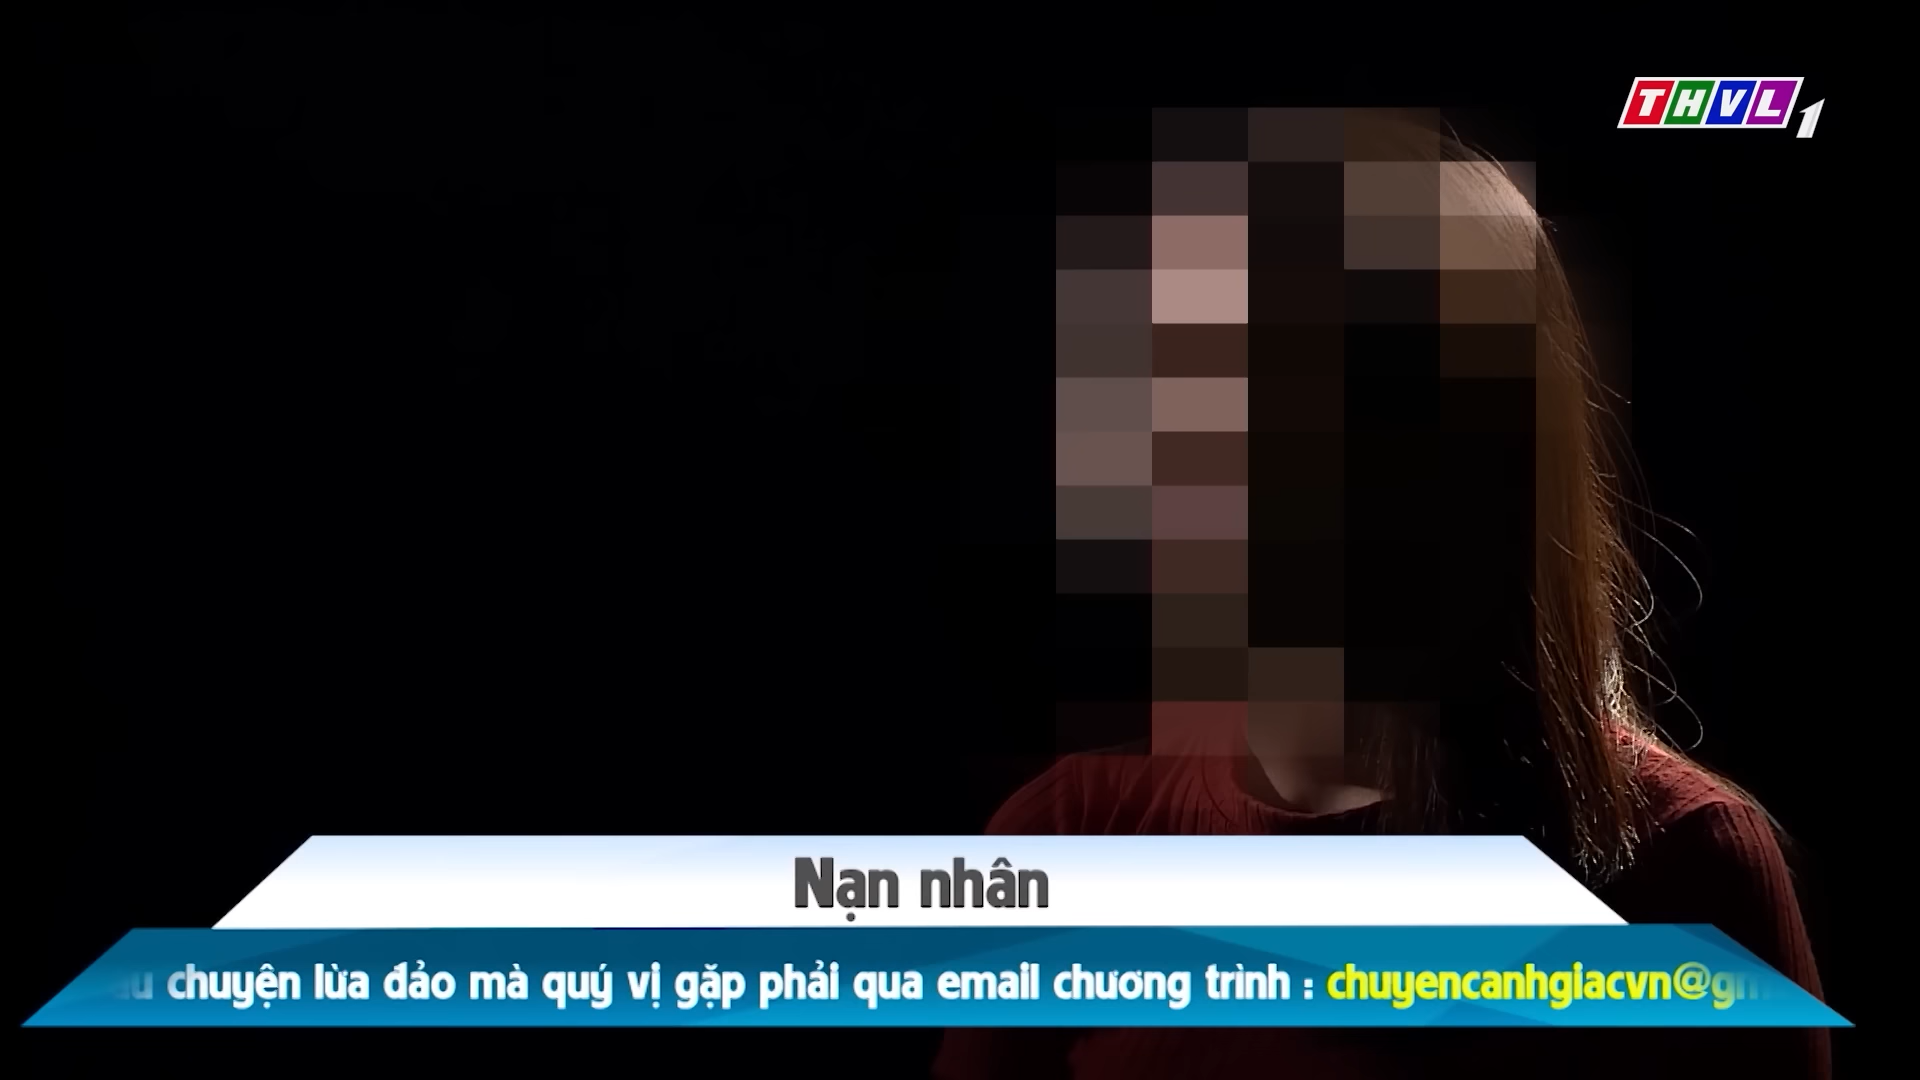 THVL1
Nạn nhân
chuyện lừa đảo mà quý vị gặp phải qua email chương trình : chuyencanhgiacvn@g